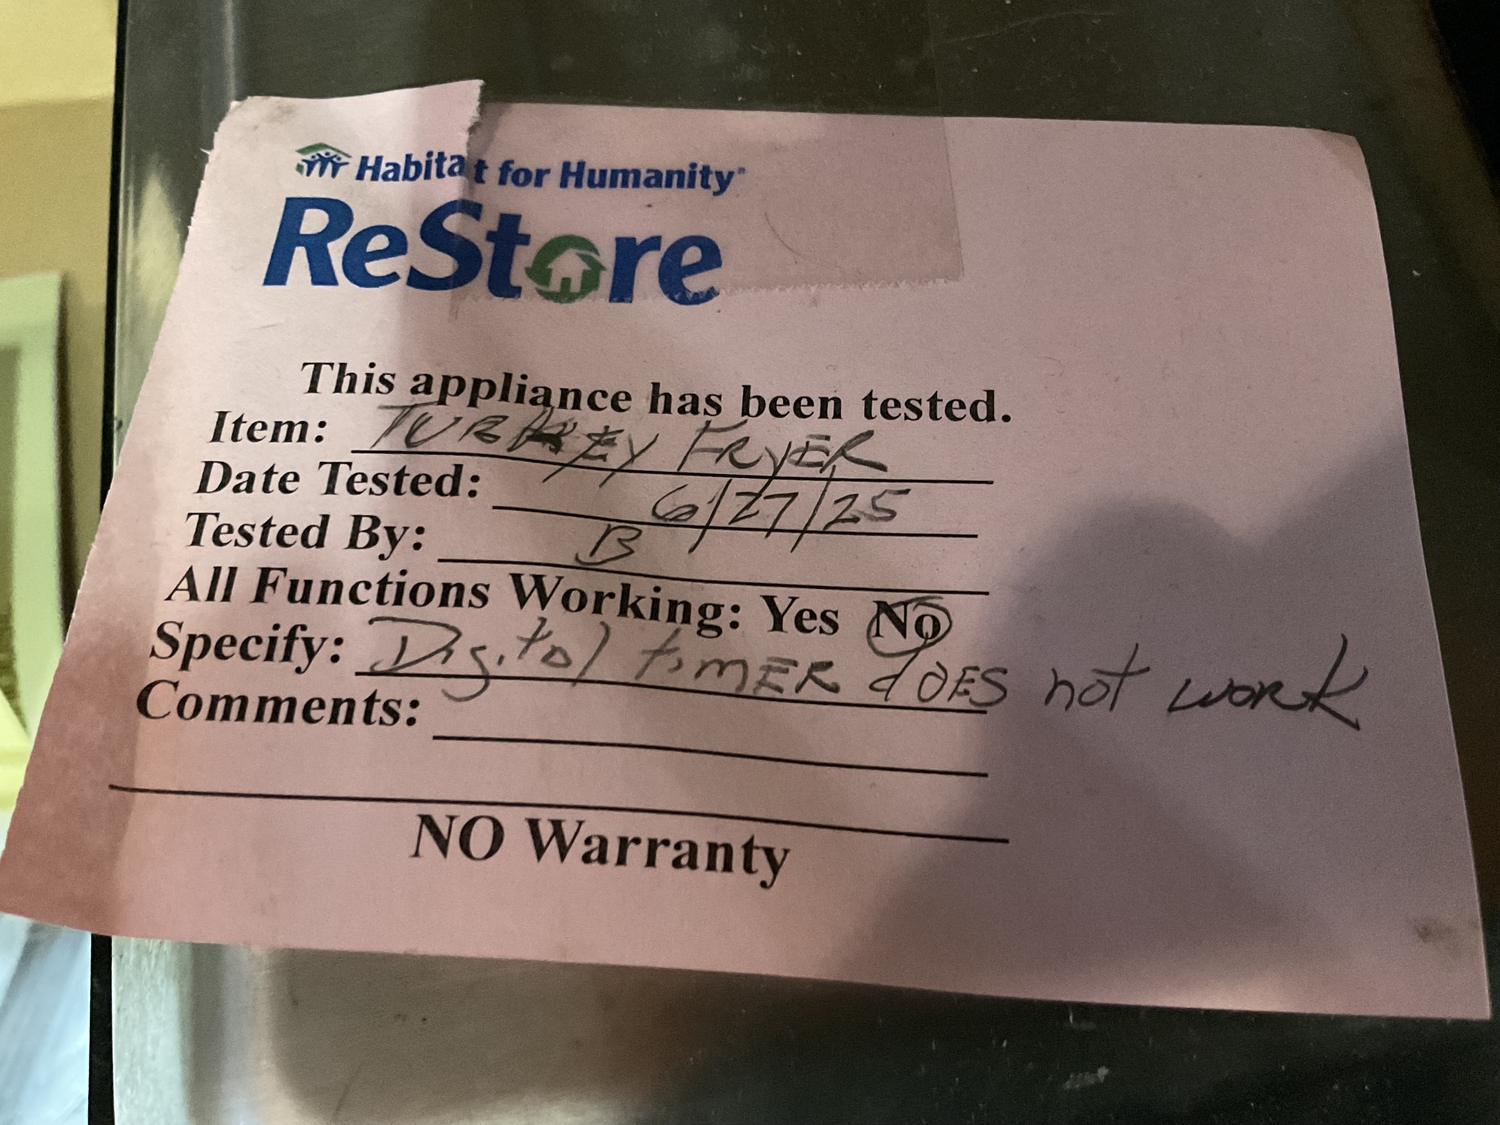 Habitat for Humanity®
ReStore
This appliance has been tested.
Item: TURKEY FRYER
Date Tested: 6/27/25
Tested By: B
All Functions Working: Yes No
Specify: Digital timER dOES not work
Comments:
NO Warranty